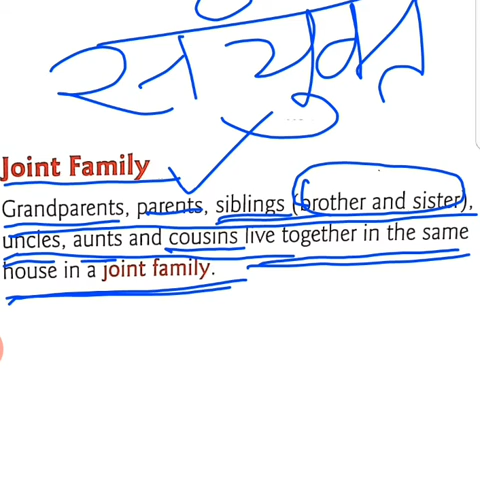 संयुक्त
Joint Family
Grandparents, parents, siblings (brother and sister),
uncles, aunts and cousins live together in the same
house in a joint family.